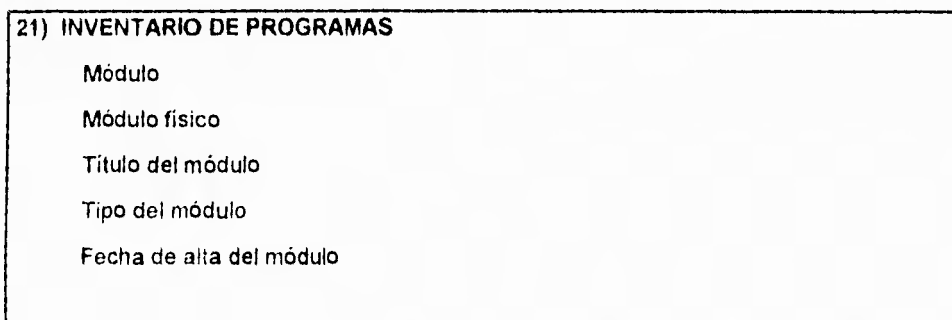 21) INVENTARIO DE PROGRAMAS
Módulo
Módulo físico
Título del módulo
Tipo del módulo
Fecha de alta del módulo